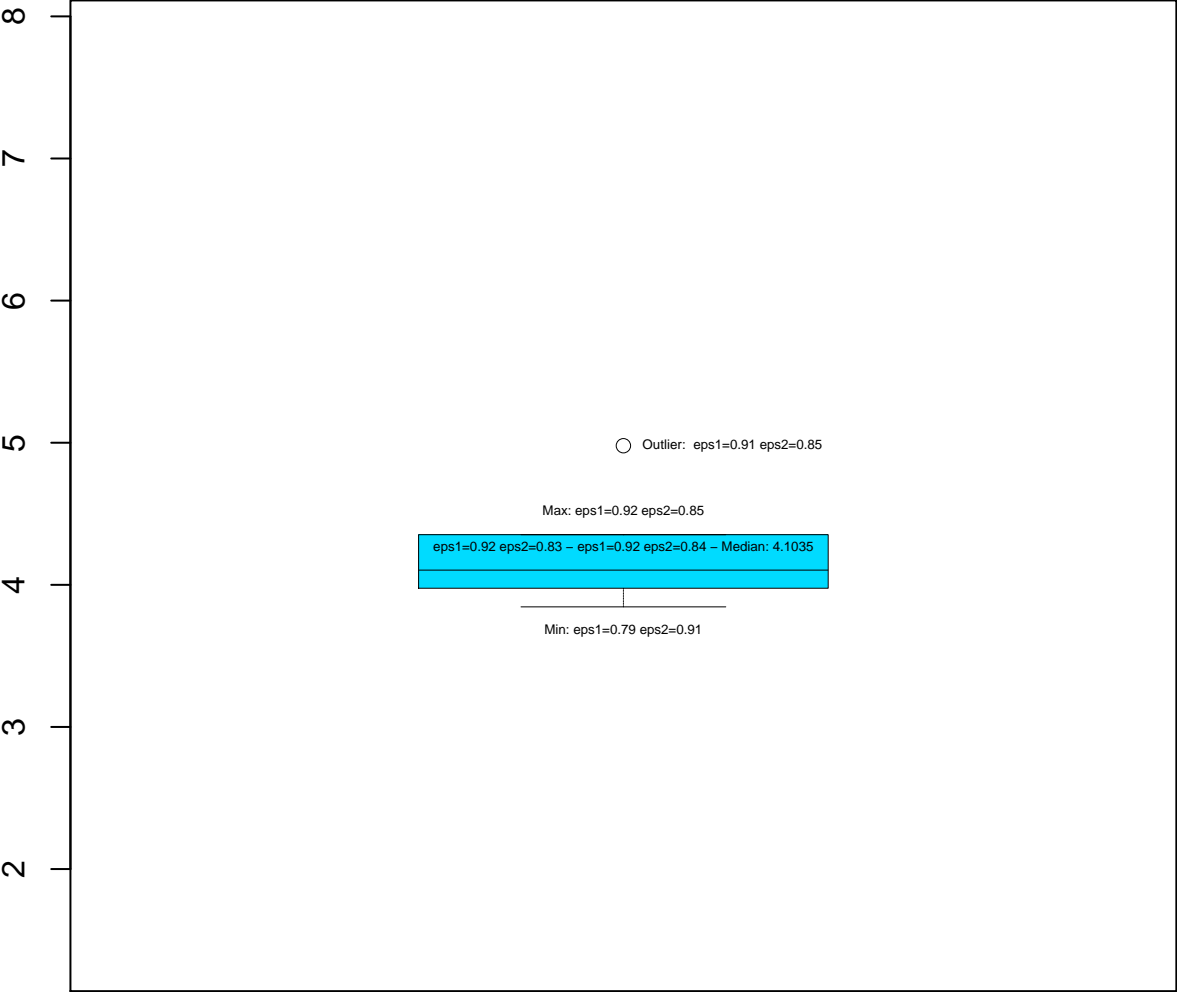 8
7
6
5
Outlier: eps1=0.91 eps2=0.85
Max: eps1=0.92 eps2=0.85
eps1=0.92 eps2=0.83 – eps1=0.92 eps2=0.84 – Median: 4.1035
4
Min: eps1=0.79 eps2=0.91
3
2